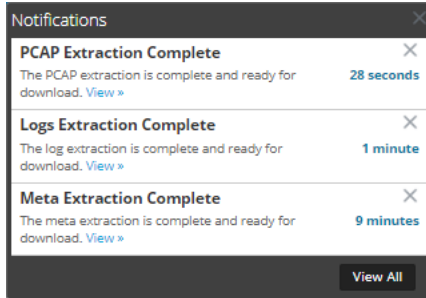 Notifications
PCAP Extraction Complete
The PCAP extraction is complete and ready for
28 seconds
download. View »
Logs Extraction Complete
The log extraction is complete and ready for
1 minute
download. View »
Meta Extraction Complete
The meta extraction is complete and ready for
9 minutes
download. View »
View All